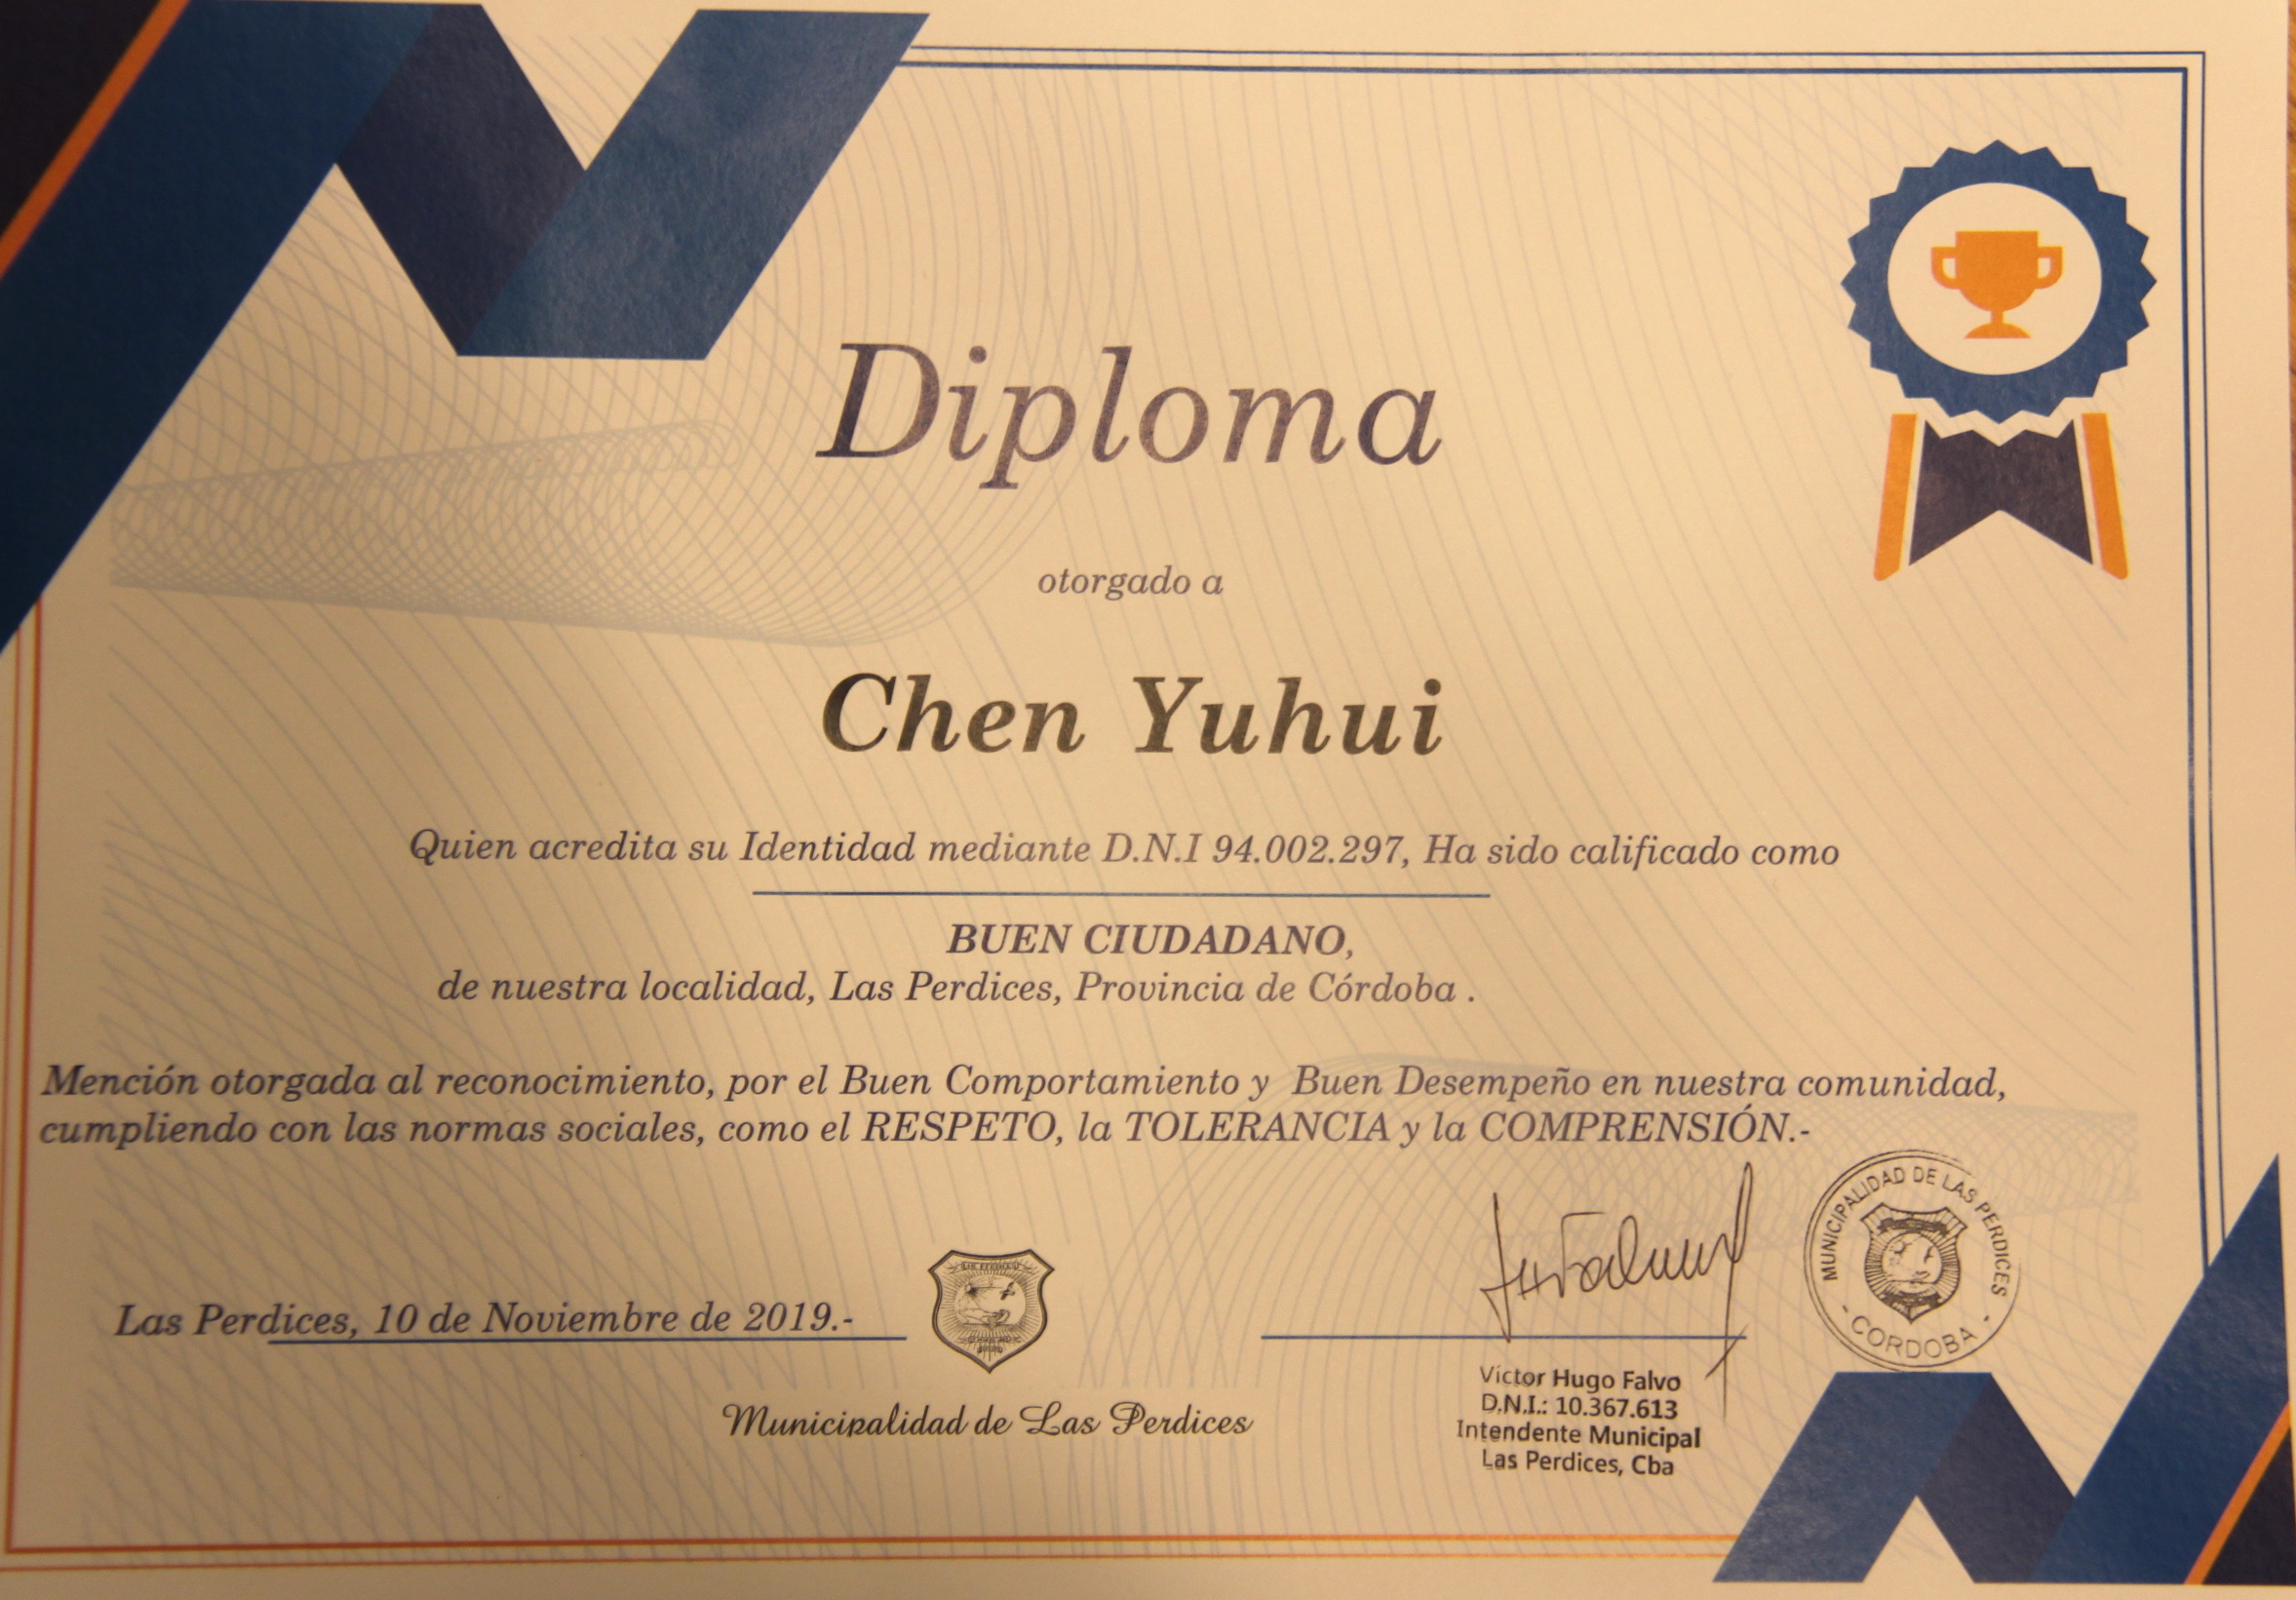 Diploma
otorgado a
Chen Yuhui
Quien acredita su Identidad mediante D.N.I 94.002.297, Ha sido calificado como
BUEN CIUDADANO,
de nuestra localidad, Las Perdices, Provincia de Córdoba .
Mención otorgada al reconocimiento, por el Buen Comportamiento y Buen Desempeño en nuestra comunidad,
cumpliendo con las normas sociales, como el RESPETO, la TOLERANCIA y la COMPRENSIÓN.-
Las Perdices, 10 de Noviembre de 2019.-
Municipalidad de Las Perdices
MUNICIPALIDAD DE LAS PERDICES
- CORDOBA -
Víctor Hugo Falvo
D.N.I.: 10.367.613
Intendente Municipal
Las Perdices, Cba